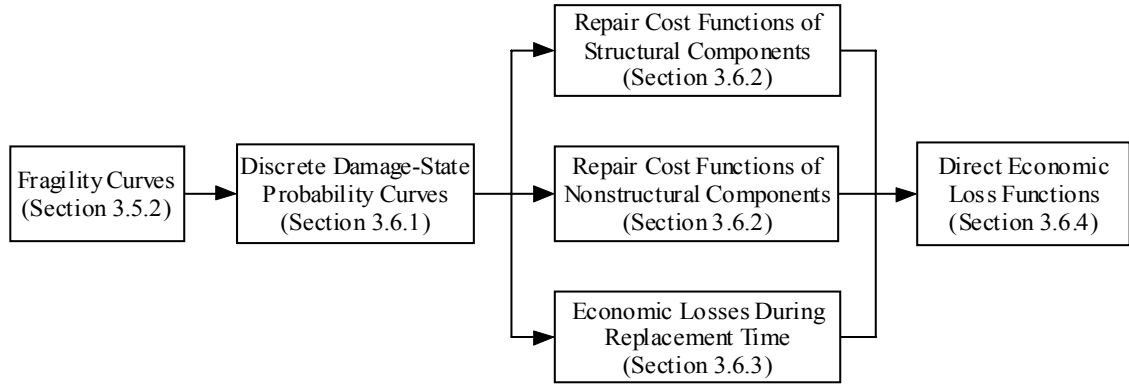 Fragility Curves
(Section 3.5.2)
Discrete Damage-State
Probability Curves
(Section 3.6.1)
Repair Cost Functions of
Structural Components
(Section 3.6.2)
Repair Cost Functions of
Nonstructural Components
(Section 3.6.2)
Economic Losses During
Replacement Time
(Section 3.6.3)
Direct Economic
Loss Functions
(Section 3.6.4)